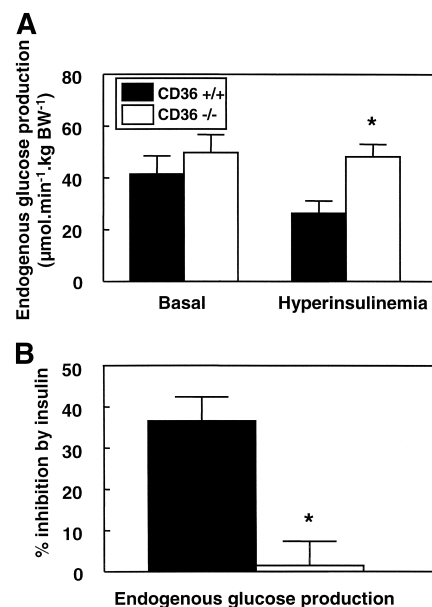 A
Endogenous glucose production
(µmol.min⁻¹.kg BW⁻¹)
80
60
40
20
0
CD36 +/+
CD36 -/-
*
Basal
Hyperinsulinemia
B
% inhibition by insulin
50
40
30
20
10
0
*
Endogenous glucose production